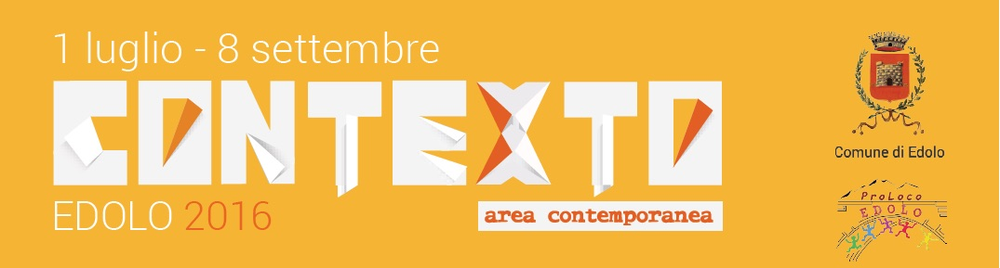 1 luglio - 8 settembre
CONTEXTO
EDOLO 2016
area contemporanea
Comune di Edolo
ProLoco
EDOLO